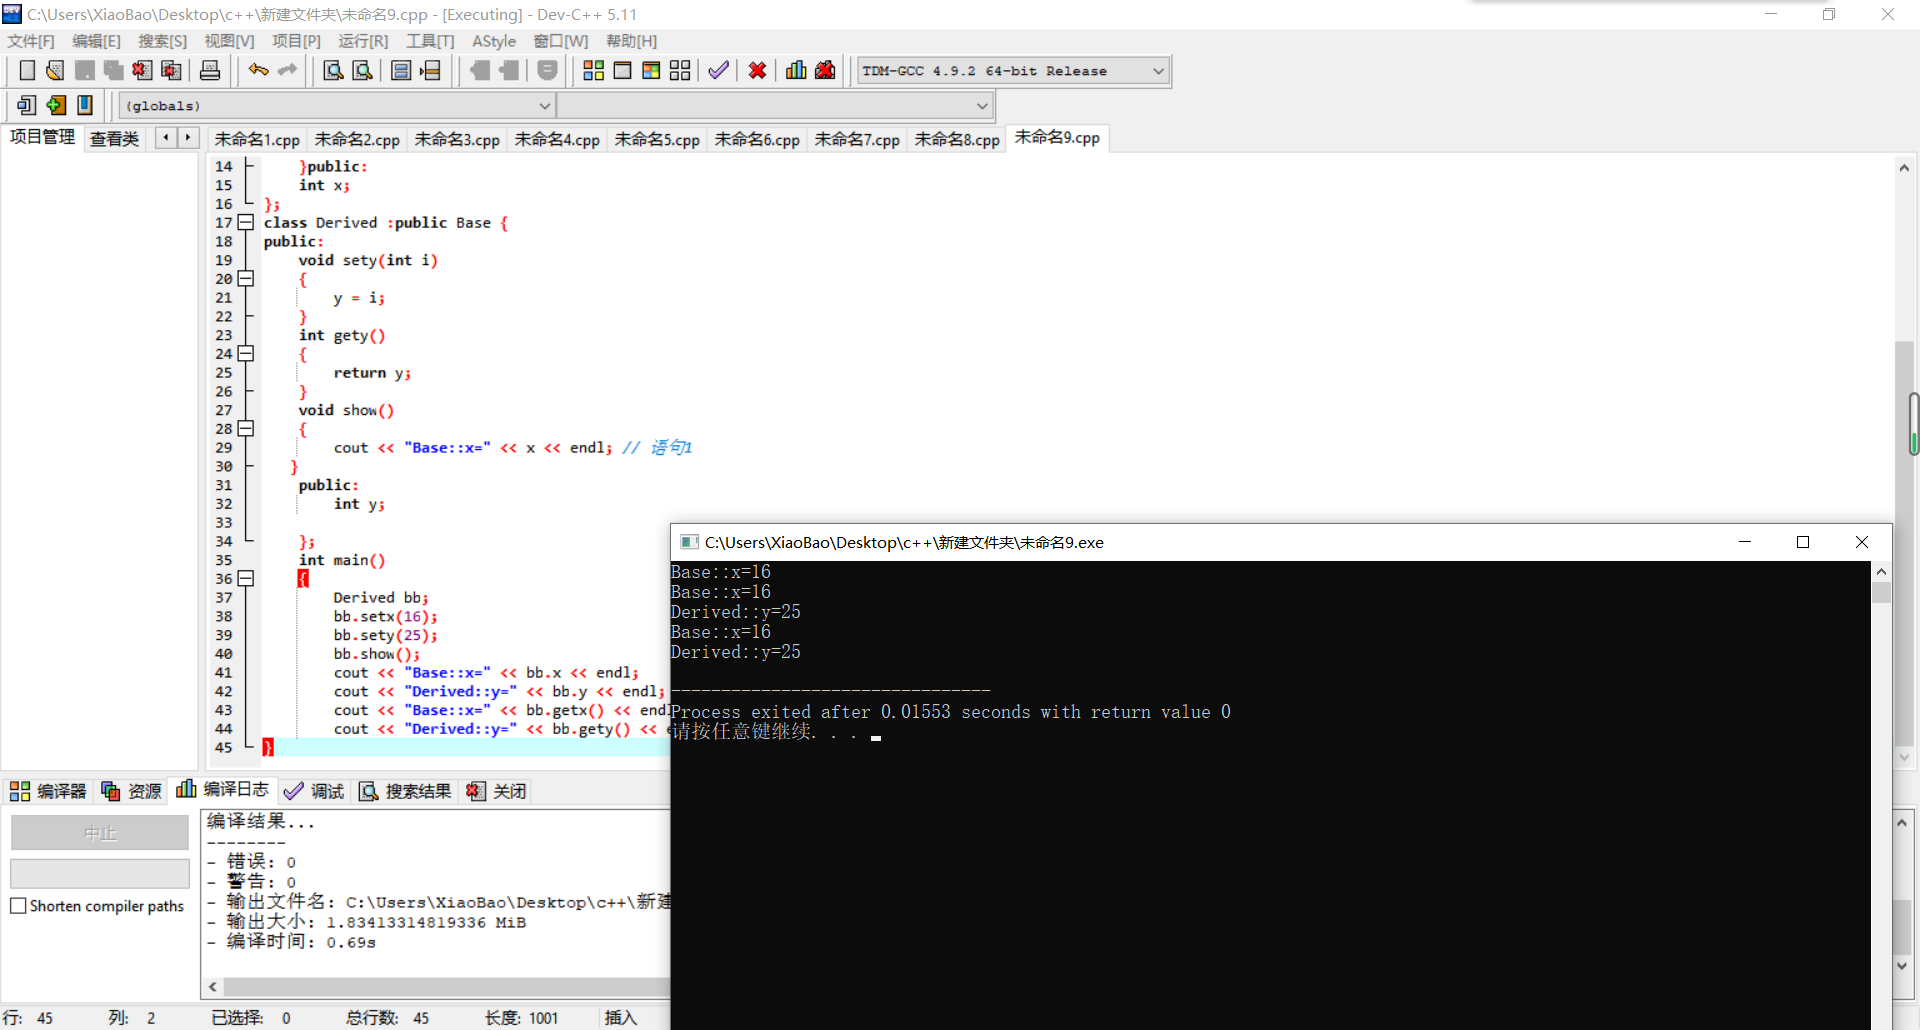 C:\Users\XiaoBao\Desktop\c++\新建文件夹\未命名9.cpp - [Executing] - Dev-C++ 5.11
文件[F] 编辑[E] 搜索[S] 视图[V] 项目[P] 运行[R] 工具[T] AStyle 窗口[W] 帮助[H]
TDM-GCC 4.9.2 64-bit Release
(globals)
项目管理 查看类 未命名1.cpp 未命名2.cpp 未命名3.cpp 未命名4.cpp 未命名5.cpp 未命名6.cpp 未命名7.cpp 未命名8.cpp 未命名9.cpp
14 }public:
15 int x;
16 };
17 class Derived :public Base {
18 public:
19 void sety(int i)
20 {
21 y = i;
22 }
23 int gety()
24 {
25 return y;
26 }
27 void show()
28 {
29 cout << "Base::x=" << x << endl; // 语句1
30 }
31 public:
32 int y;
33
34 };
35 int main()
36 {
37 Derived bb;
38 bb.setx(16);
39 bb.sety(25);
40 bb.show();
41 cout << "Base::x=" << bb.x << endl;
42 cout << "Derived::y=" << bb.y << endl;
43 cout << "Base::x=" << bb.getx() << endl
44 cout << "Derived::y=" << bb.gety() << e
45 }
C:\Users\XiaoBao\Desktop\c++\新建文件夹\未命名9.exe
Base::x=16
Base::x=16
Derived::y=25
Base::x=16
Derived::y=25
--------------------------------
Process exited after 0.01553 seconds with return value 0
请按任意键继续. . .
编译器 资源 编译日志 调试 搜索结果 关闭
中止
Shorten compiler paths
编译结果...
--------
- 错误: 0
- 警告: 0
- 输出文件名: C:\Users\XiaoBao\Desktop\c++\新建
- 输出大小: 1.83413314819336 MiB
- 编译时间: 0.69s
行: 45 列: 2 已选择: 0 总行数: 45 长度: 1001 插入